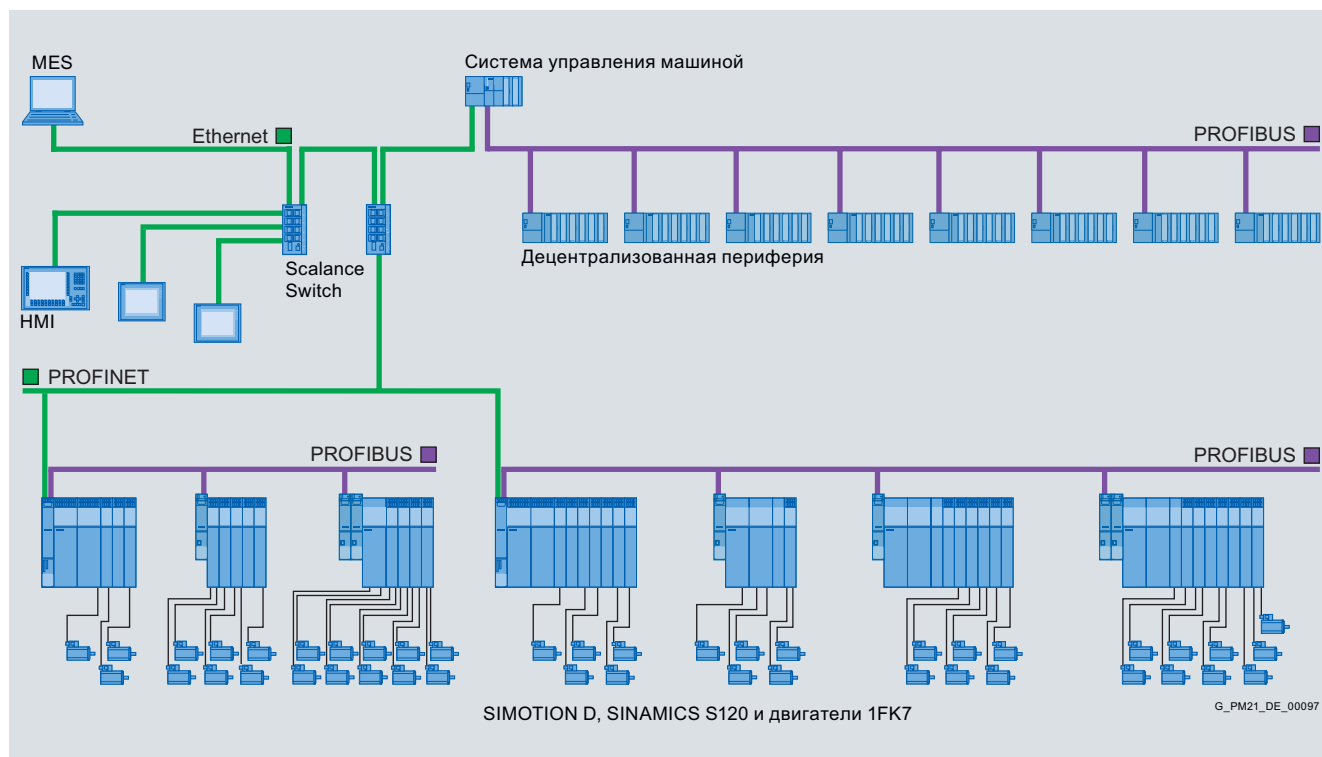 MES
Система управления машиной
Ethernet
PROFIBUS
Scalance
Switch
Децентрализованная периферия
HMI
PROFINET
PROFIBUS
PROFIBUS
SIMOTION D, SINAMICS S120 и двигатели 1FK7
G_PM21_DE_00097